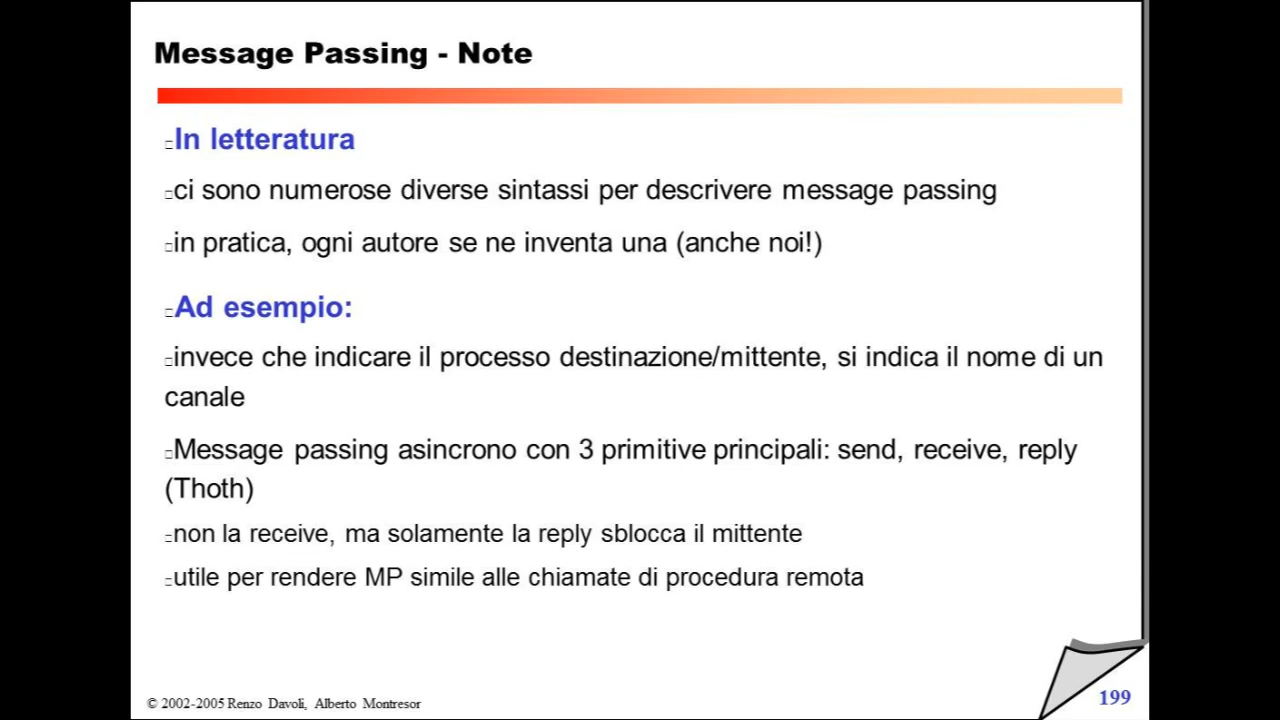 Message Passing - Note
In letteratura
ci sono numerose diverse sintassi per descrivere message passing
in pratica, ogni autore se ne inventa una (anche noi!)
Ad esempio:
invece che indicare il processo destinazione/mittente, si indica il nome di un
canale
Message passing asincrono con 3 primitive principali: send, receive, reply
(Thoth)
non la receive, ma solamente la reply sblocca il mittente
utile per rendere MP simile alle chiamate di procedura remota
© 2002-2005 Renzo Davoli, Alberto Montresor
199